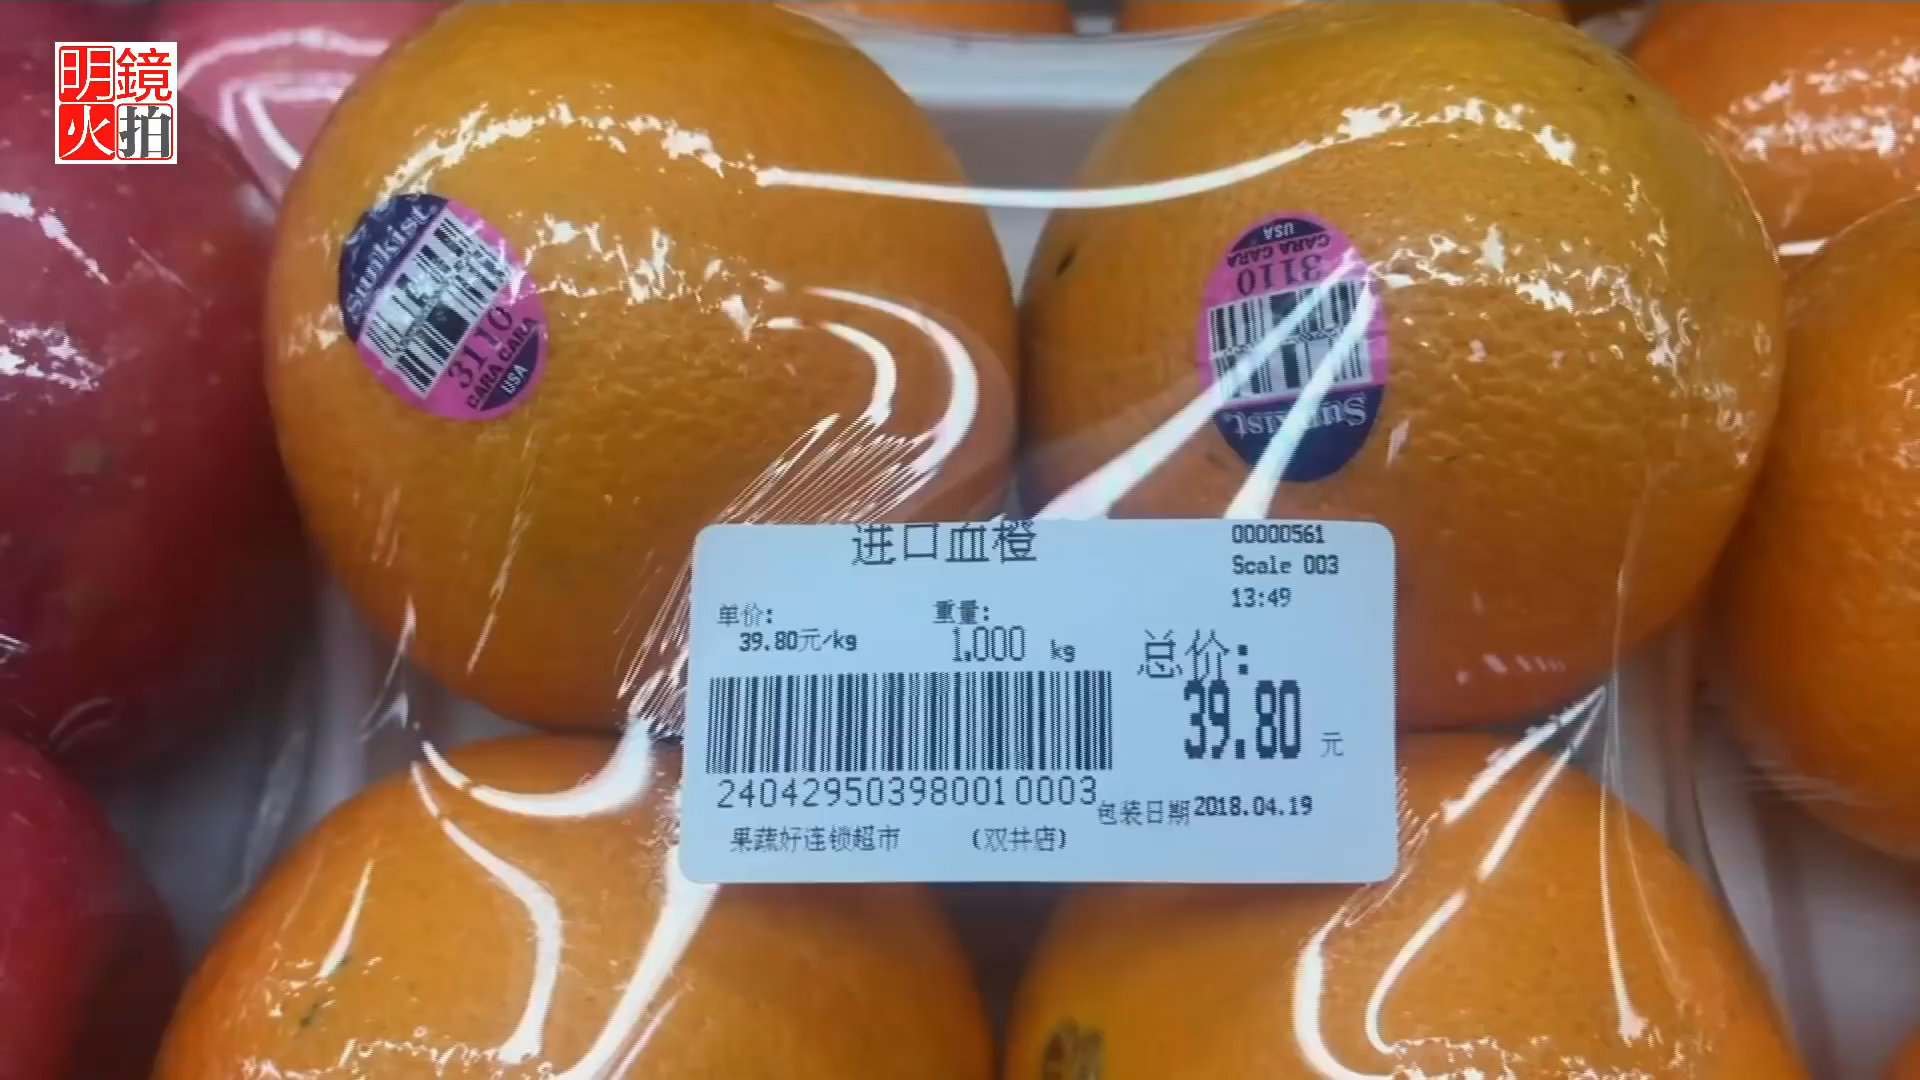 明鏡
火拍
Sunkist
3110
CARA CARA
USA
USA
CARA CARA
3110
Sunkist
进口血橙
00000561
Scale 003
13:49
单价:
39.80元/kg
重量:
1.000 kg
总价:
39.80 元
240429503980010003
包装日期2018.04.19
果蔬好连锁超市 (双井店)